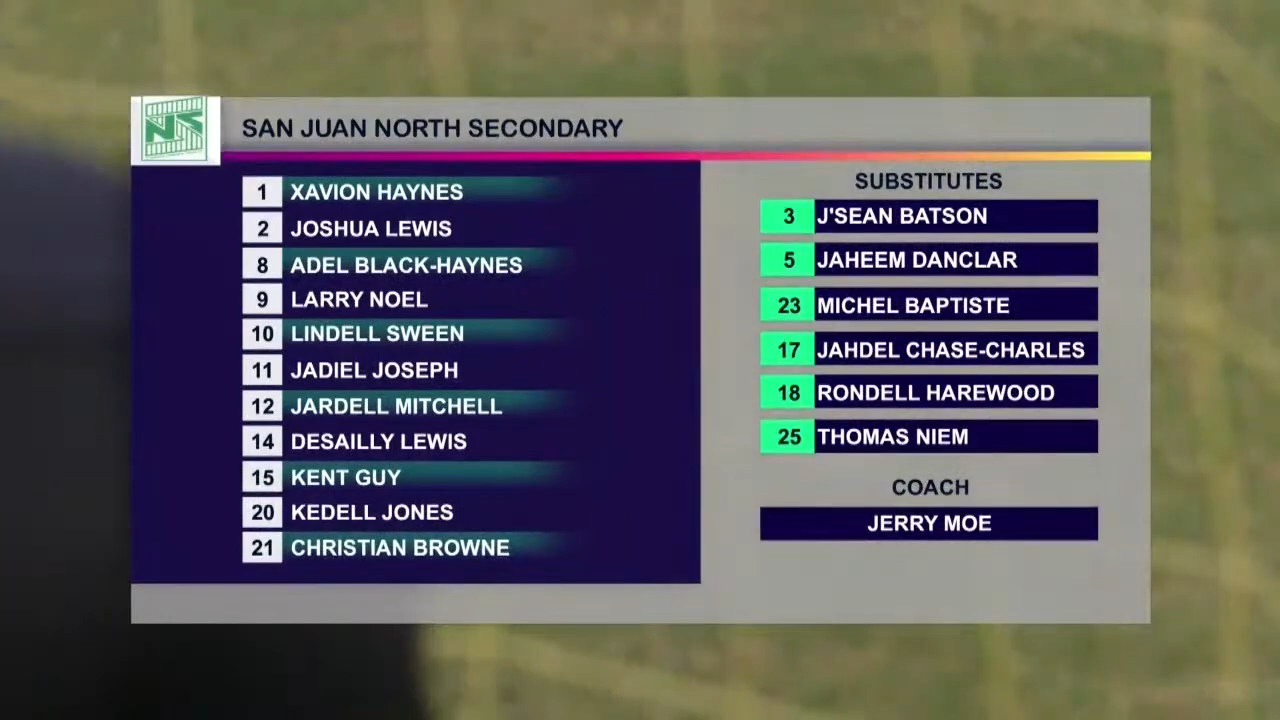 NS
SAN JUAN NORTH SECONDARY
1 XAVION HAYNES
2 JOSHUA LEWIS
8 ADEL BLACK-HAYNES
9 LARRY NOEL
10 LINDELL SWEEN
11 JADIEL JOSEPH
12 JARDELL MITCHELL
14 DESAILLY LEWIS
15 KENT GUY
20 KEDELL JONES
21 CHRISTIAN BROWNE
SUBSTITUTES
3 J'SEAN BATSON
5 JAHEEM DANCLAR
23 MICHEL BAPTISTE
17 JAHDEL CHASE-CHARLES
18 RONDELL HAREWOOD
25 THOMAS NIEM
COACH
JERRY MOE